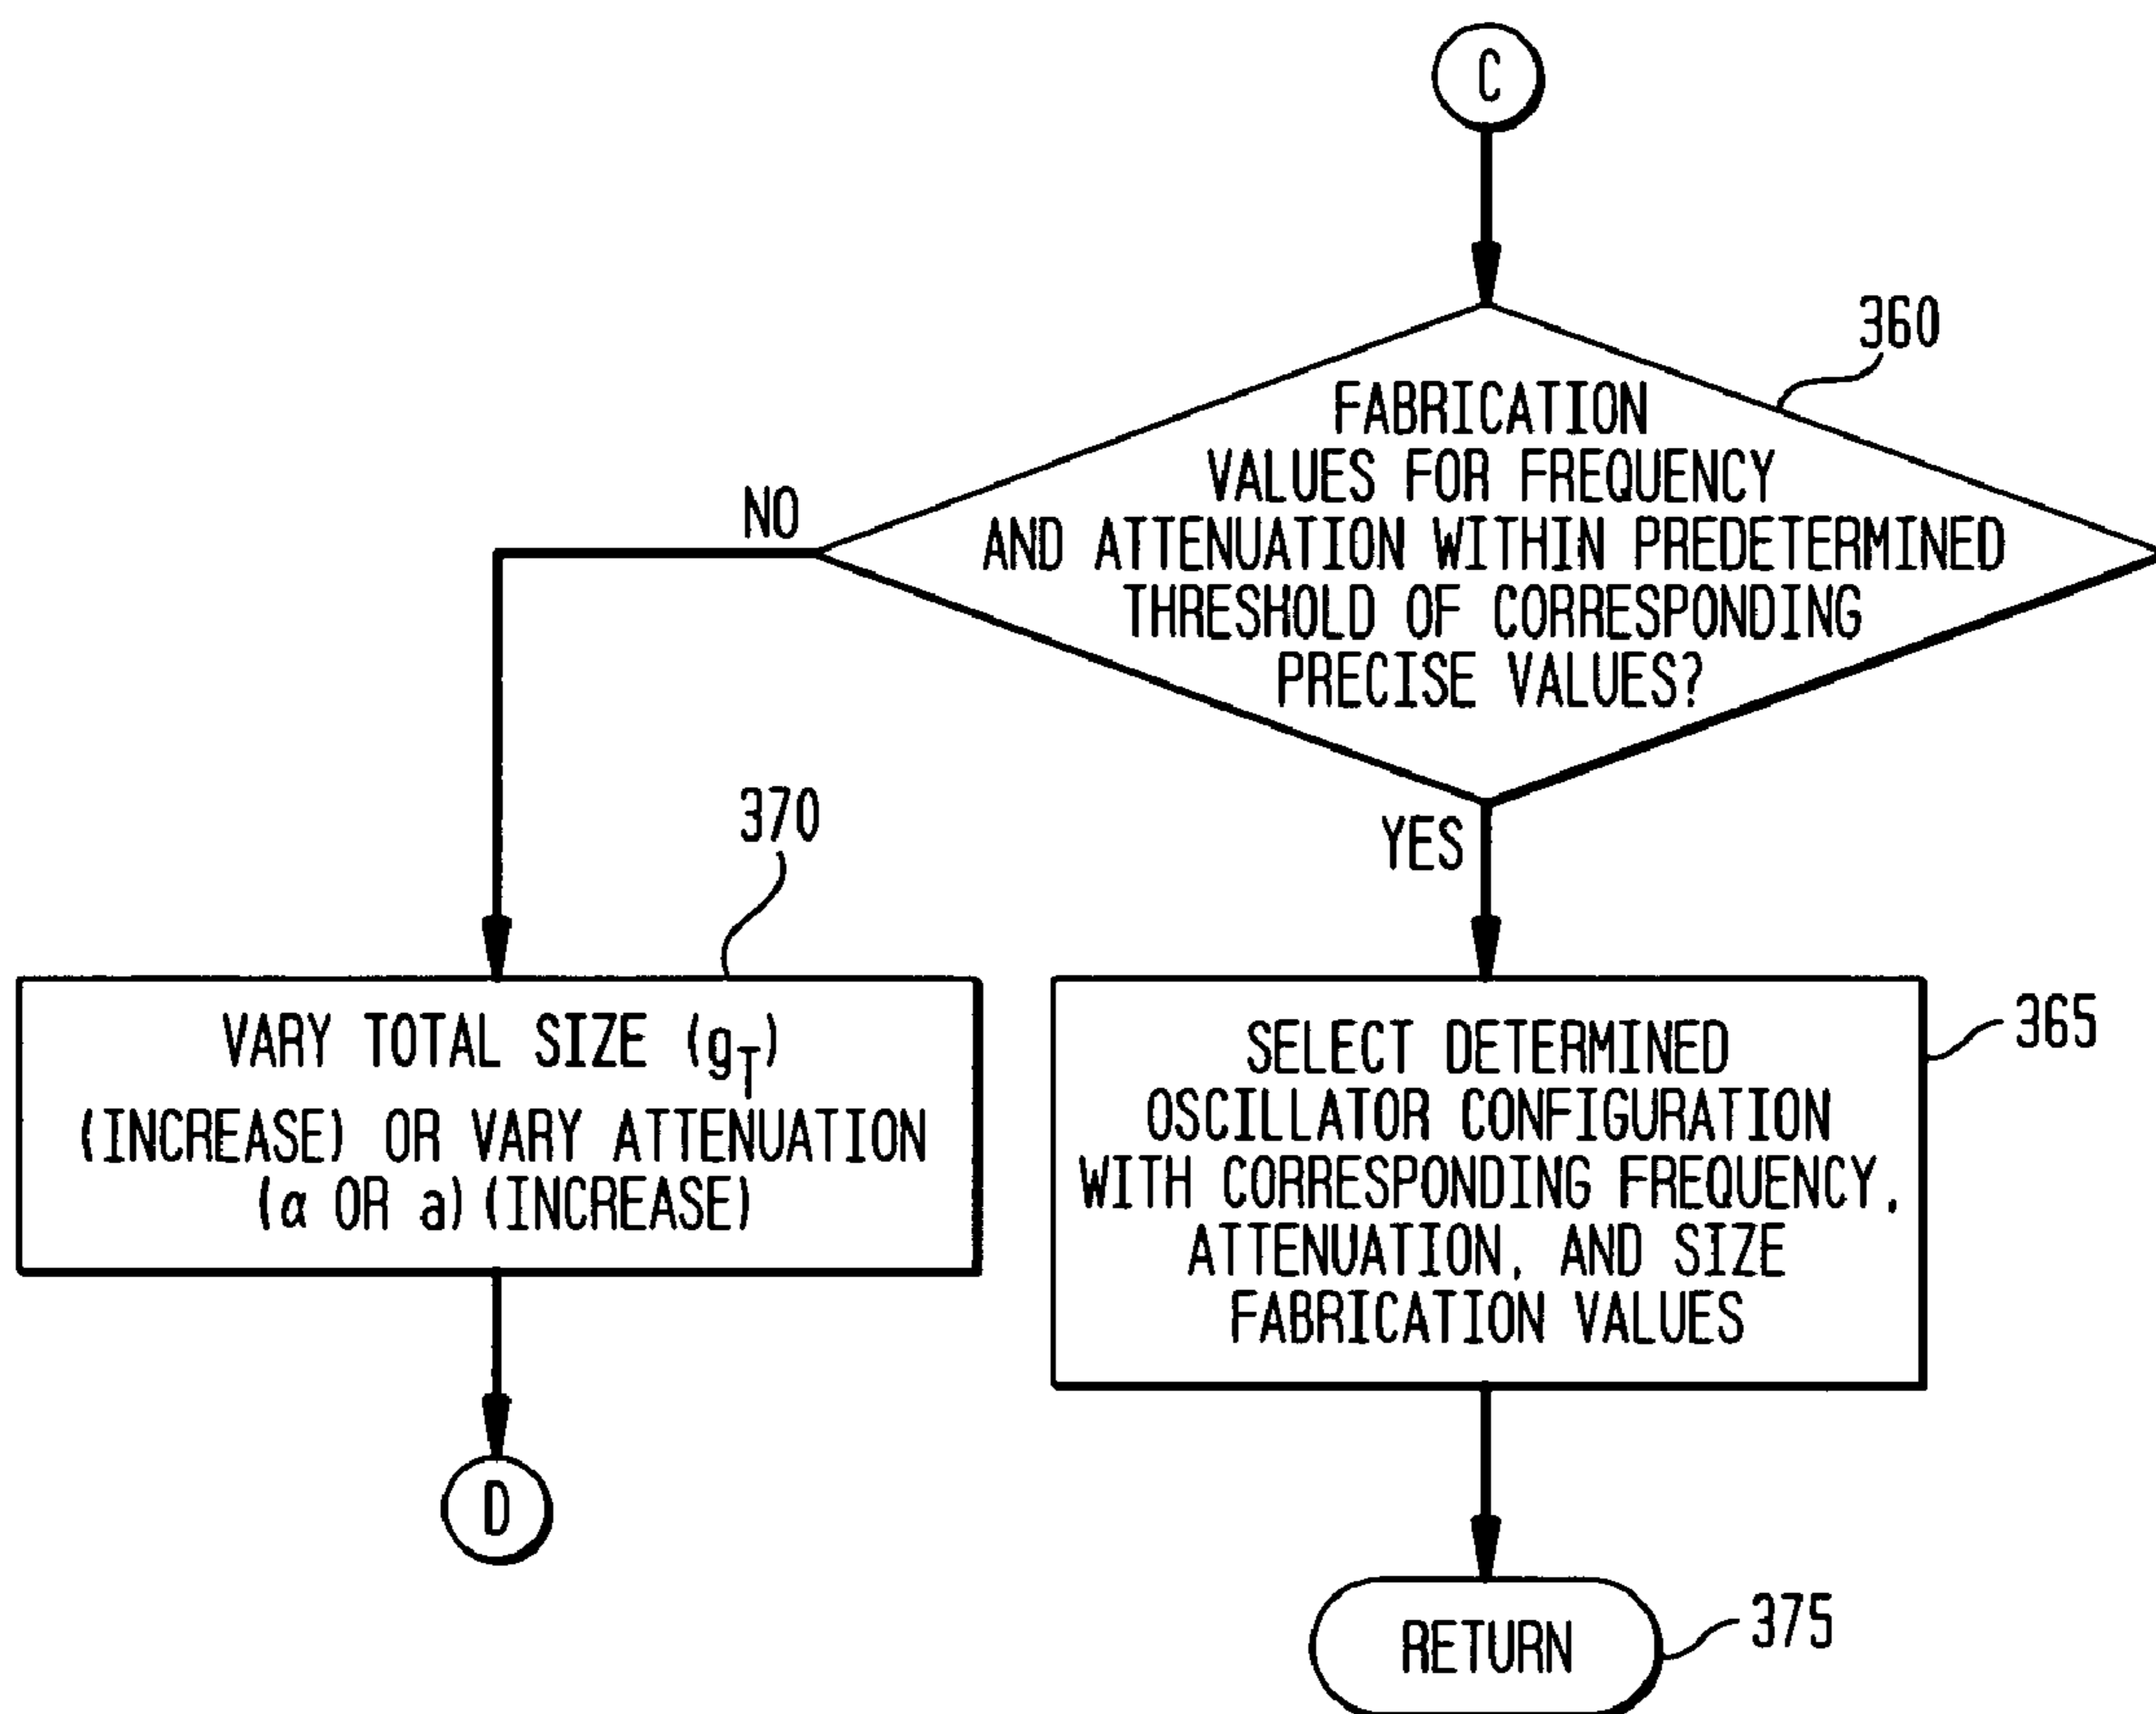 C
360
FABRICATION
VALUES FOR FREQUENCY
AND ATTENUATION WITHIN PREDETERMINED
THRESHOLD OF CORRESPONDING
PRECISE VALUES?
NO
YES
370
VARY TOTAL SIZE (gT)
(INCREASE) OR VARY ATTENUATION
(α OR a) (INCREASE)
D
365
SELECT DETERMINED
OSCILLATOR CONFIGURATION
WITH CORRESPONDING FREQUENCY,
ATTENUATION, AND SIZE
FABRICATION VALUES
RETURN
375